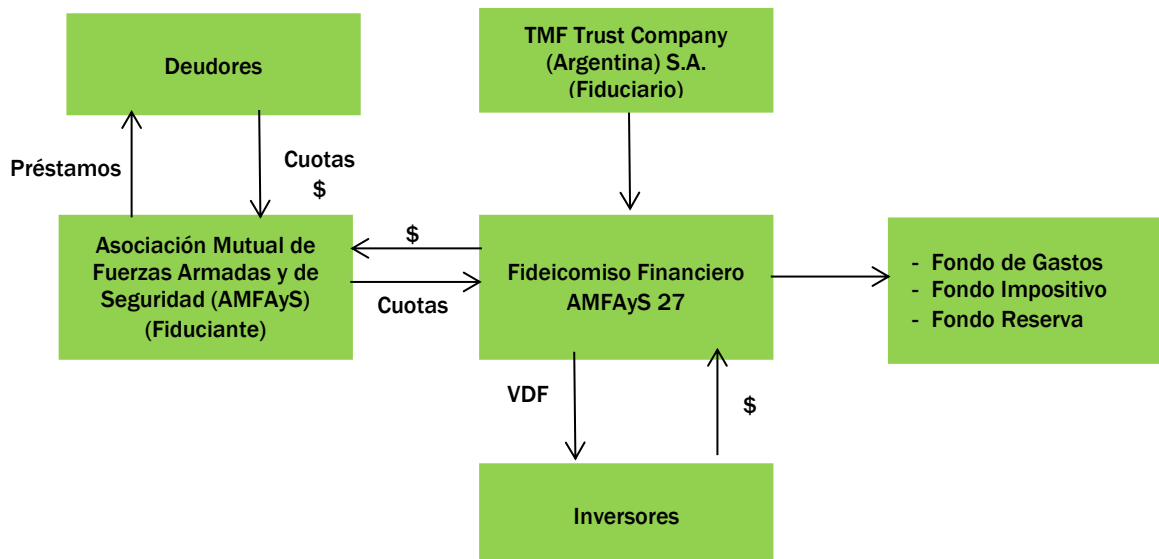 Deudores
TMF Trust Company
(Argentina) S.A.
(Fiduciario)
Préstamos
Cuotas
$
Asociación Mutual de
Fuerzas Armadas y de
Seguridad (AMFAyS)
(Fiduciante)
$
Cuotas
Fideicomiso Financiero
AMFAyS 27
- Fondo de Gastos
- Fondo Impositivo
- Fondo Reserva
VDF
$
Inversores